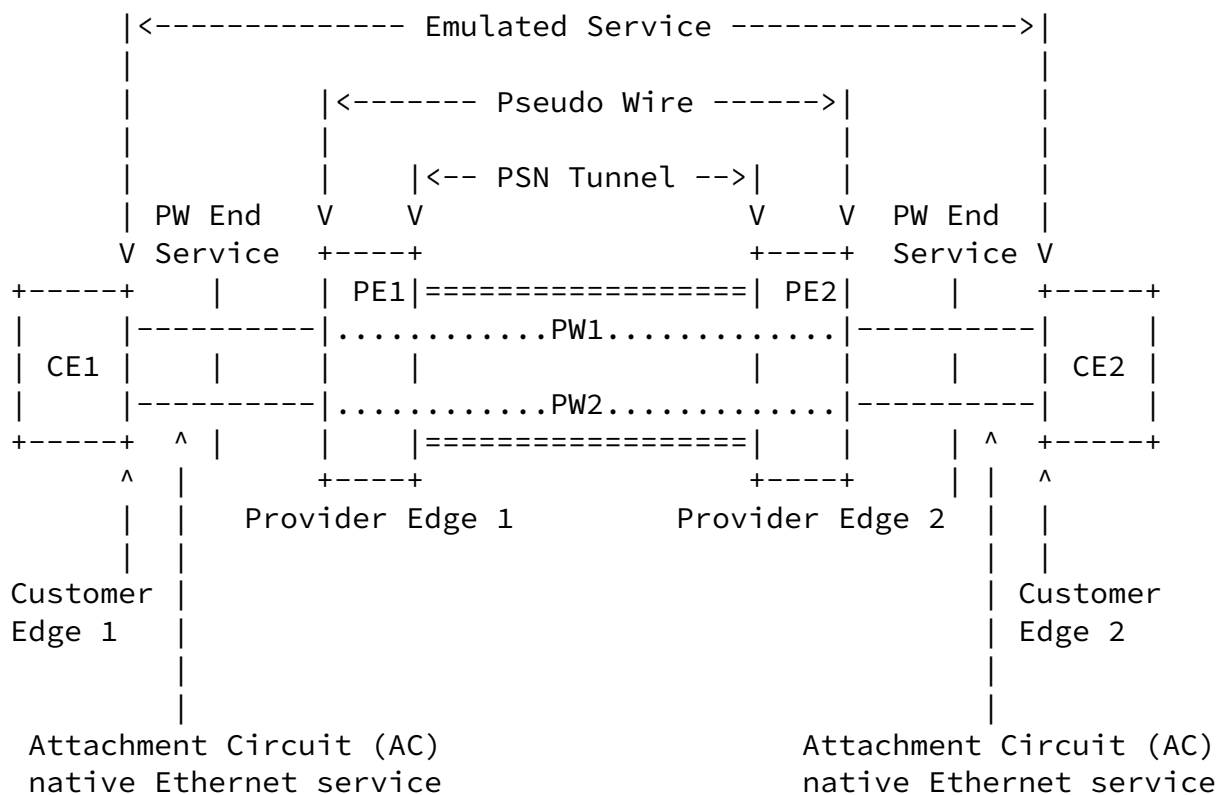 |<-------------- Emulated Service ---------------->|
|                                                  |
|          |<------- Pseudo Wire ------>|          |
|          |                            |          |
|          |    |<-- PSN Tunnel -->|    |          |
| PW End   V    V                  V    V  PW End  |
V Service  +----+                  +----+  Service V
+-----+    |     | PE1|==================| PE2|     |    +-----+
|     |----------|............PW1.............|----------|     |
| CE1 |    |     |    |                  |    |     |    | CE2 |
|     |----------|............PW2.............|----------|     |
+-----+  ^ |     |    |==================|    |     | ^  +-----+
^  |       +----+                  +----+     | |  ^
|  |   Provider Edge 1         Provider Edge 2  |  |
|  |                                            |  |
Customer |                                            | Customer
Edge 1   |                                            | Edge 2
|                                            |
|                                            |
Attachment Circuit (AC)                    Attachment Circuit (AC)
native Ethernet service                    native Ethernet service